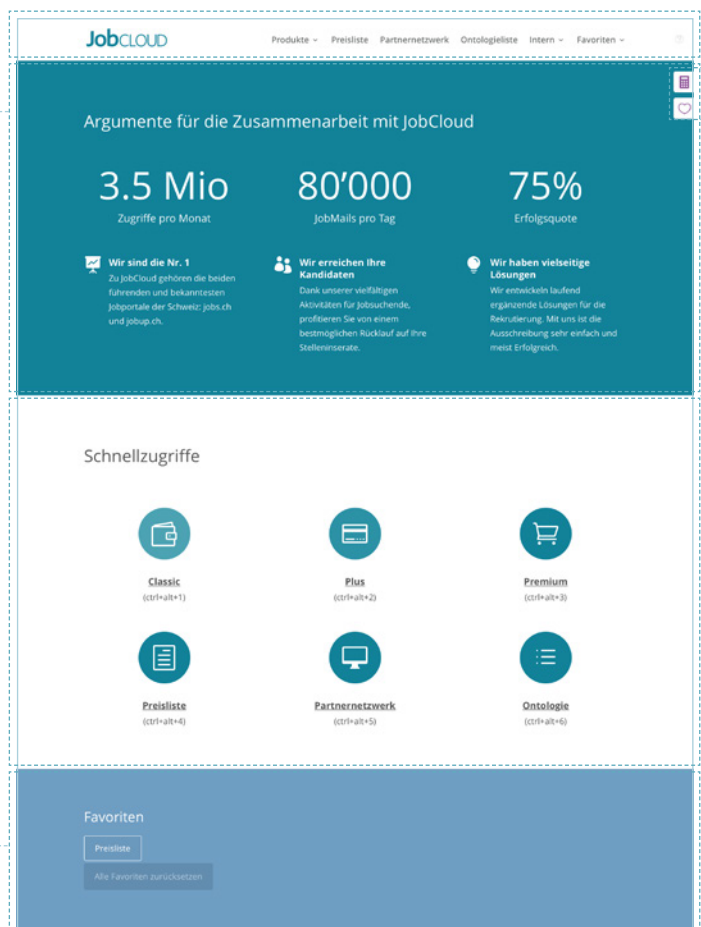 JobCLOUD
Produkte Preisliste Partnernetzwerk Ontologieliste Intern Favoriten
Argumente für die Zusammenarbeit mit JobCloud
3.5 Mio
Zugriffe pro Monat
80’000
JobMails pro Tag
75%
Erfolgsquote
Wir sind die Nr. 1
Zu JobCloud gehören die beiden
führenden und bekanntesten
Jobportale der Schweiz: jobs.ch
und jobup.ch.
Wir erreichen Ihre
Kandidaten
Dank unserer vielfältigen
Aktivitäten für Jobsuchende,
profitieren Sie von einem
bestmöglichen Rücklauf auf Ihre
Stelleninserate.
Wir haben vielseitige
Lösungen
Wir entwickeln laufend
ergänzende Lösungen für die
Rekrutierung. Mit uns ist die
Ausschreibung sehr einfach und
meist Erfolgreich.
Schnellzugriffe
Classic
(ctrl+alt+1)
Plus
(ctrl+alt+2)
Premium
(ctrl+alt+3)
Preisliste
(ctrl+alt+4)
Partnernetzwerk
(ctrl+alt+5)
Ontologie
(ctrl+alt+6)
Favoriten
Preisliste
Alle Favoriten zurücksetzen